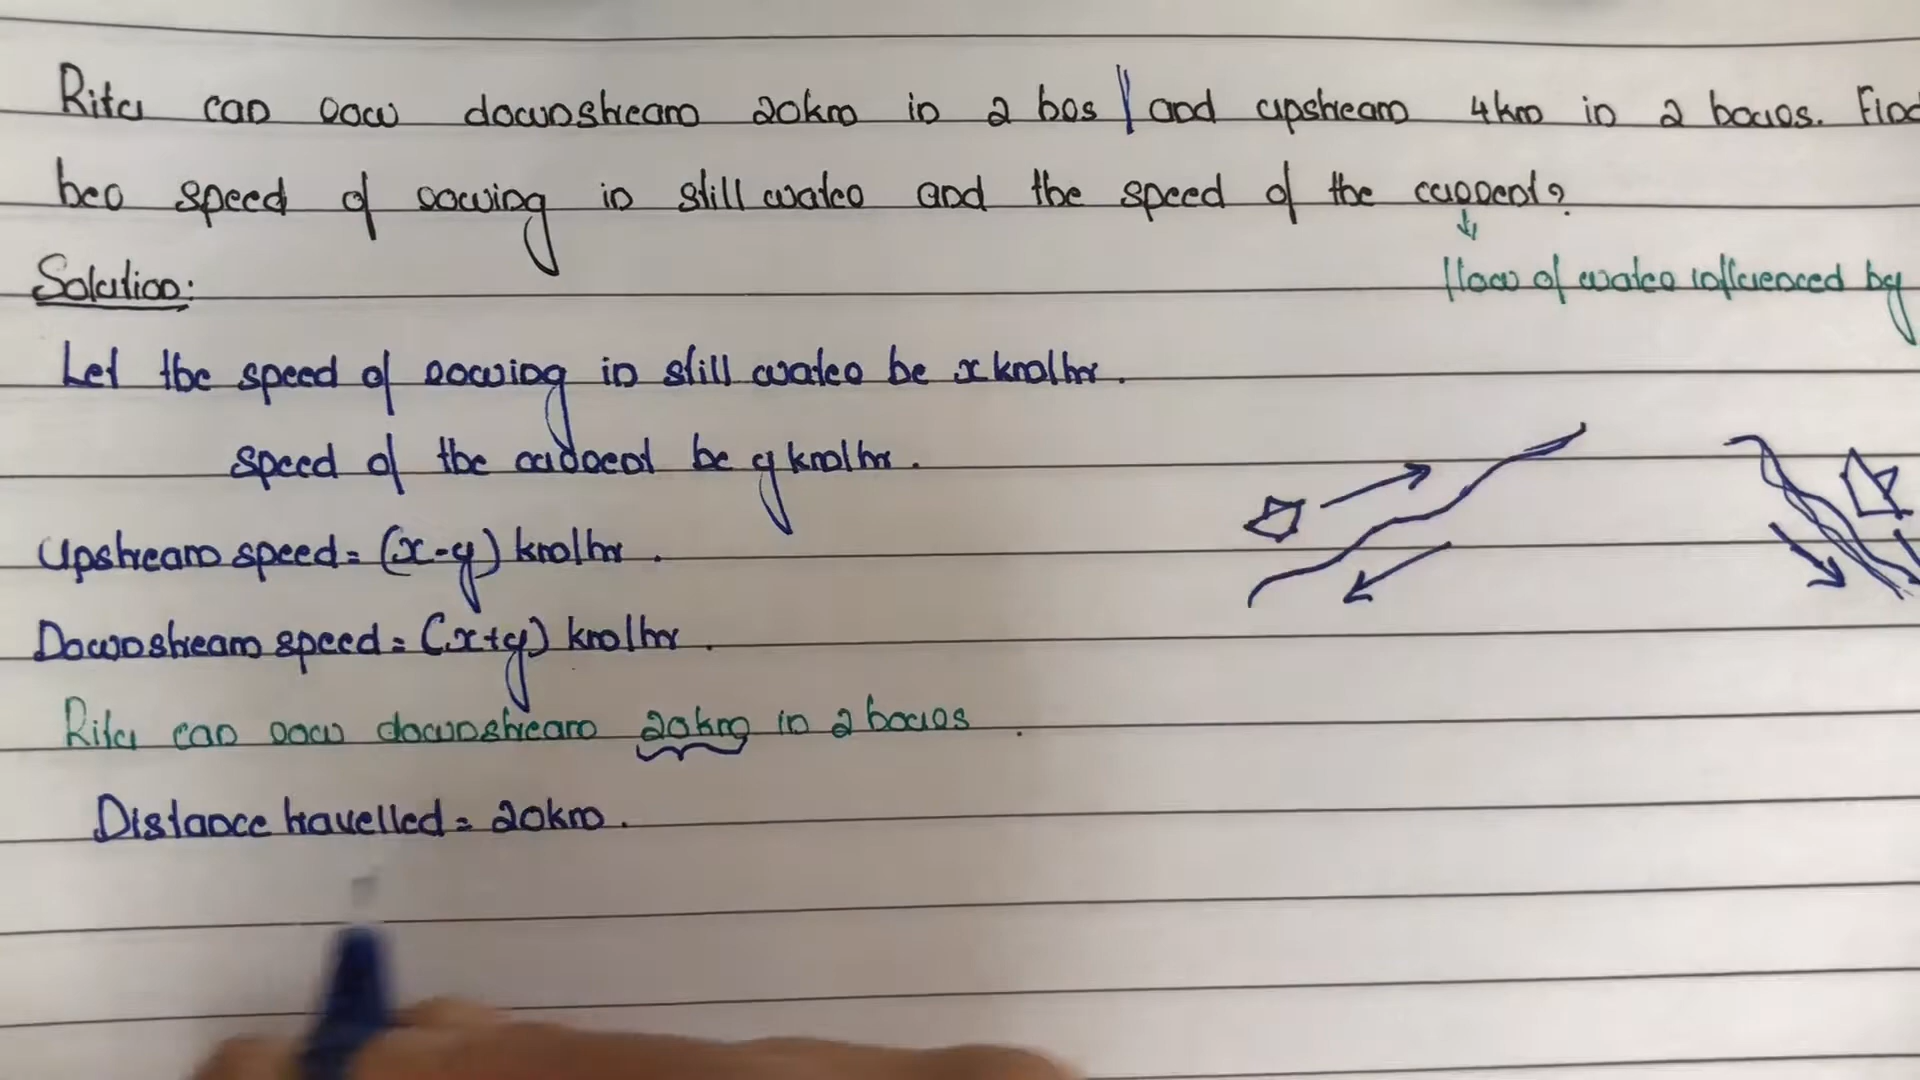 Ritu can row downstream 20km in 2 hrs | and upstream 4km in 2 hours. Find
her speed of rowing in still water and the speed of the current?
flow of water influenced by
Solution:
Let the speed of rowing in still water be x km/hr.
speed of the current be y km/hr.
Upstream speed = (x-y) km/hr.
Downstream speed = (x+y) km/hr.
Ritu can row downstream 20km in 2 hours.
Distance travelled = 20km.